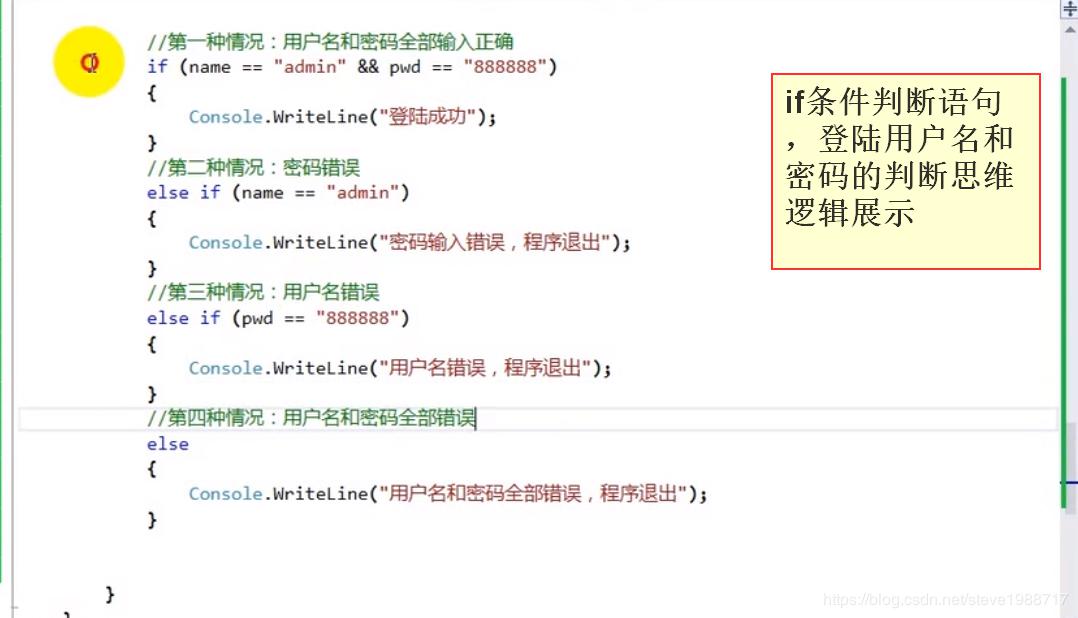 //第一种情况：用户名和密码全部输入正确
if (name == "admin" && pwd == "888888")
{
Console.WriteLine("登陆成功");
}
//第二种情况：密码错误
else if (name == "admin")
{
Console.WriteLine("密码输入错误，程序退出");
}
//第三种情况：用户名错误
else if (pwd == "888888")
{
Console.WriteLine("用户名错误，程序退出");
}
//第四种情况：用户名和密码全部错误
else
{
Console.WriteLine("用户名和密码全部错误，程序退出");
}
}
if条件判断语句
，登陆用户名和
密码的判断思维
逻辑展示
https://blog.csdn.net/steve1988717